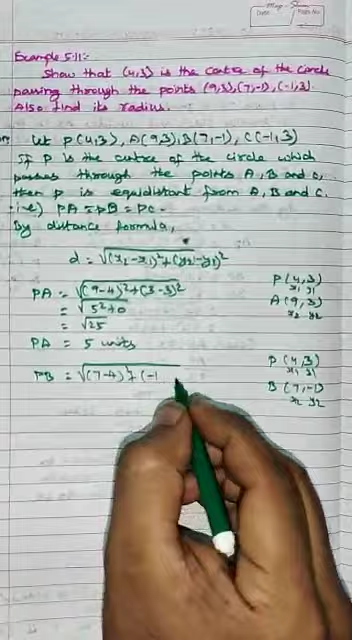 Example 5.11:-
Show that (4,3) is the centre of the circle
passing through the points (9,3), (7,-1), (-1,3).
Also find its radius.
Let P(4,3), A(9,3), B(7,-1), C(-1,3)
If P is the centre of the circle which
passes through the points A, B and C,
then P is equidistant from A, B and C.
(i.e) PA = PB = PC.
By distance formula,
d = √(x₂-x₁)²+(y₂-y₁)²
PA = √(9-4)²+(3-3)²
= √5²+0
= √25
PA = 5 units
P(4,3)
x₁ y₁
A(9,3)
x₂ y₂
PB = √(7-4)²+(-1
P(4,3)
x₁ y₁
B(7,-1)
x₂ y₂